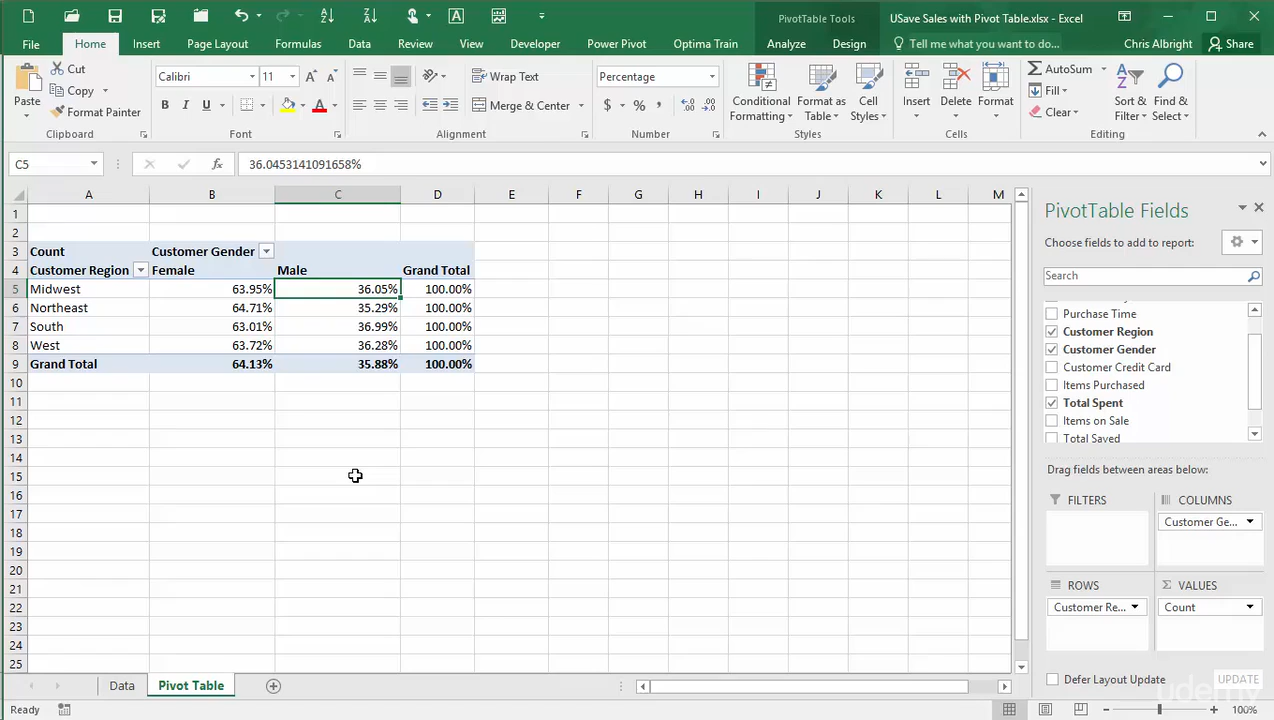 PivotTable Tools
USave Sales with Pivot Table.xlsx - Excel
File
Home
Insert
Page Layout
Formulas
Data
Review
View
Developer
Power Pivot
Optima Train
Analyze
Design
Tell me what you want to do...
Chris Albright
Share
Paste
Cut
Copy
Format Painter
Clipboard
Calibri
11
B I U
Font
Wrap Text
Merge & Center
Alignment
Percentage
$ % ,
Number
Conditional
Formatting
Format as
Table
Cell
Styles
Styles
Insert
Delete
Format
Cells
AutoSum
Fill
Clear
Sort &
Filter
Find &
Select
Editing
C5
fx
36.0453141091658%
A B C D E F G H I J K L M
1
2
3 Count Customer Gender
4 Customer Region Female Male Grand Total
5 Midwest 63.95% 36.05% 100.00%
6 Northeast 64.71% 35.29% 100.00%
7 South 63.01% 36.99% 100.00%
8 West 63.72% 36.28% 100.00%
9 Grand Total 64.13% 35.88% 100.00%
10
11
12
13
14
15
16
17
18
19
20
21
22
23
24
25
PivotTable Fields
Choose fields to add to report:
Search
Purchase Time
Customer Region
Customer Gender
Customer Credit Card
Items Purchased
Total Spent
Items on Sale
Total Saved
Drag fields between areas below:
FILTERS
COLUMNS
Customer Ge...
ROWS
Σ VALUES
Customer Re...
Count
Defer Layout Update
UPDATE
udemy
Data
Pivot Table
Ready
100%